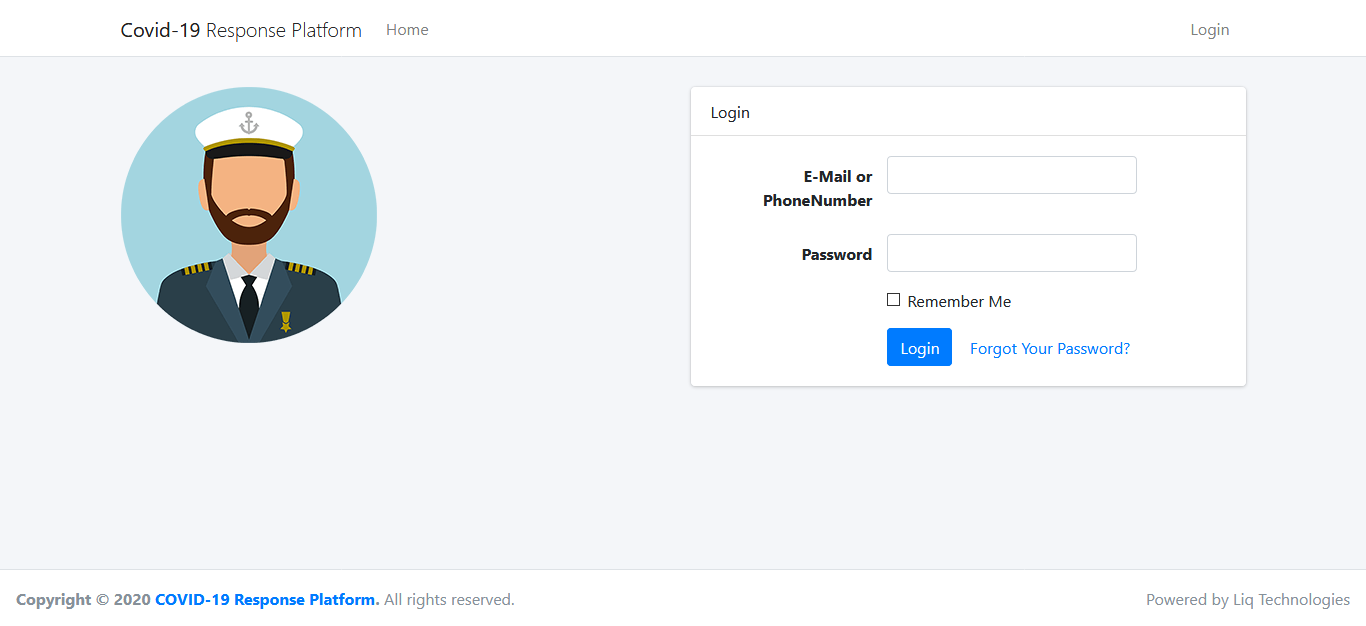 Covid-19 Response Platform Home Login
Login
E-Mail or
PhoneNumber
Password
Remember Me
Login Forgot Your Password?
Copyright © 2020 COVID-19 Response Platform. All rights reserved. Powered by Liq Technologies